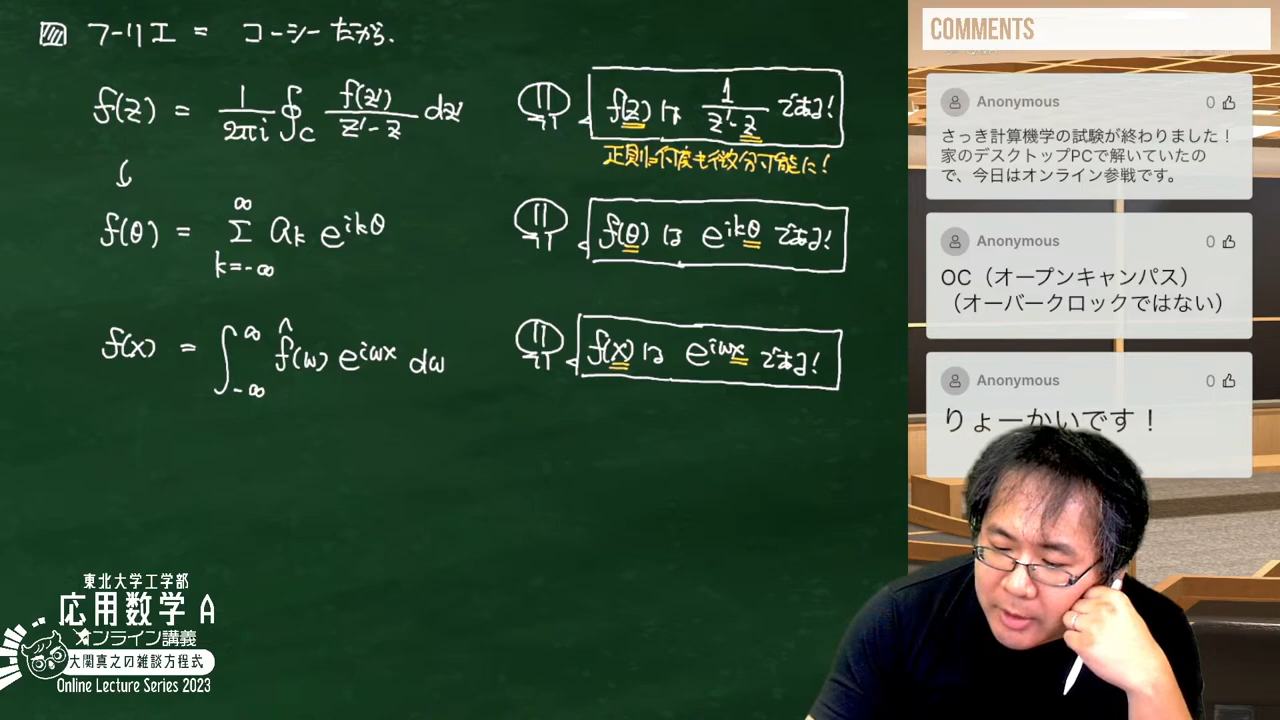 ▨ フーリエ = コーシーだから.
f(z) = 1/2πi ∮C f(z')/z'-z dz'
f(z) は 1/z'-z である!
正則=何度も微分可能に!
f(θ) = ∞Σk=-∞ ak e^ikθ
f(θ) は e^ikθ である!
f(x) = ∫-∞^∞ f̂(ω) e^iωx dω
f(x) は e^iωx である!
東北大学工学部
応用数学 A
オンライン講義
大関真之の雑談方程式
Online Lecture Series 2023
COMMENTS
Anonymous 0
さっき計算機学の試験が終わりました!
家のデスクトップPCで解いていたの
で、今日はオンライン参戦です。
Anonymous 0
OC（オープンキャンパス）
（オーバークロックではない）
Anonymous 0
りょーかいです！